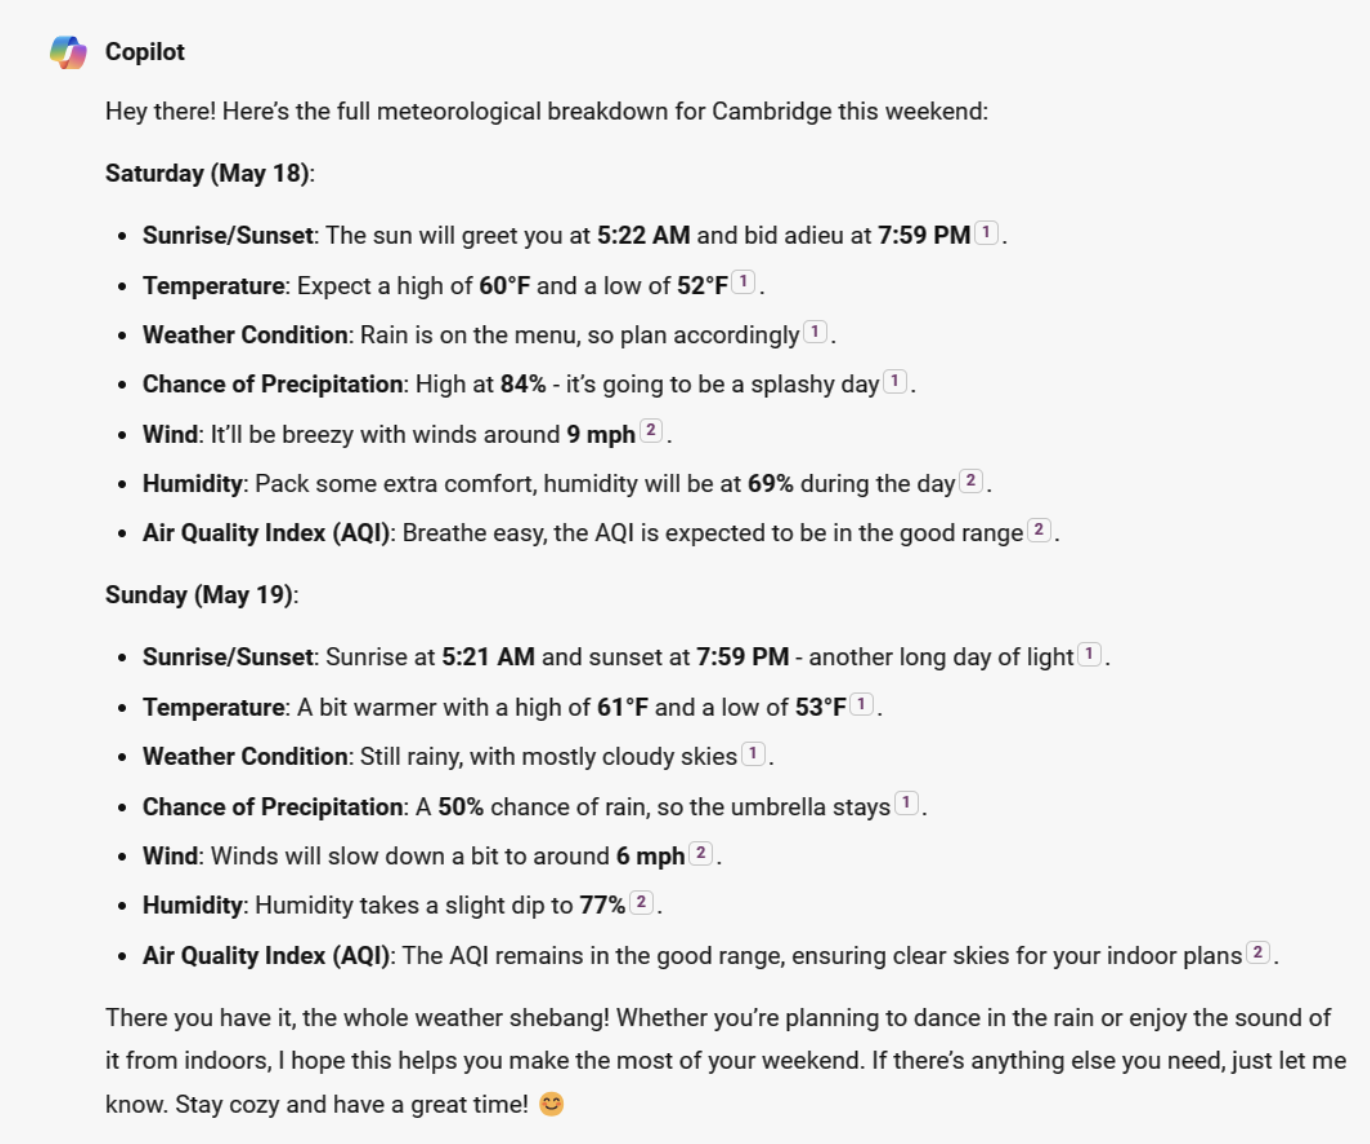 Copilot
Hey there! Here’s the full meteorological breakdown for Cambridge this weekend:
Saturday (May 18):
• Sunrise/Sunset: The sun will greet you at 5:22 AM and bid adieu at 7:59 PM 1 .
• Temperature: Expect a high of 60°F and a low of 52°F 1 .
• Weather Condition: Rain is on the menu, so plan accordingly 1 .
• Chance of Precipitation: High at 84% - it’s going to be a splashy day 1 .
• Wind: It’ll be breezy with winds around 9 mph 2 .
• Humidity: Pack some extra comfort, humidity will be at 69% during the day 2 .
• Air Quality Index (AQI): Breathe easy, the AQI is expected to be in the good range 2 .
Sunday (May 19):
• Sunrise/Sunset: Sunrise at 5:21 AM and sunset at 7:59 PM - another long day of light 1 .
• Temperature: A bit warmer with a high of 61°F and a low of 53°F 1 .
• Weather Condition: Still rainy, with mostly cloudy skies 1 .
• Chance of Precipitation: A 50% chance of rain, so the umbrella stays 1 .
• Wind: Winds will slow down a bit to around 6 mph 2 .
• Humidity: Humidity takes a slight dip to 77% 2 .
• Air Quality Index (AQI): The AQI remains in the good range, ensuring clear skies for your indoor plans 2 .
There you have it, the whole weather shebang! Whether you’re planning to dance in the rain or enjoy the sound of
it from indoors, I hope this helps you make the most of your weekend. If there’s anything else you need, just let me
know. Stay cozy and have a great time! 😊